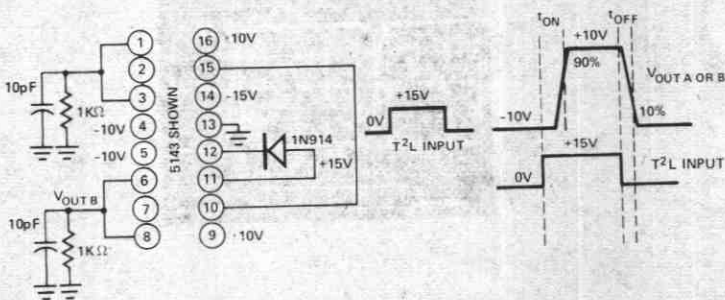 10pF
1KΩ
-10V
-10V
VOUT B
10pF
1KΩ
1
2
3
4
5
6
7
8
5143 SHOWN
16
15
14
13
12
11
10
9
+10V
-15V
1N914
+15V
·10V
0V
+15V
T²L INPUT
tON
tOFF
+10V
90%
-10V
10%
VOUT A OR B
0V
+15V
T²L INPUT